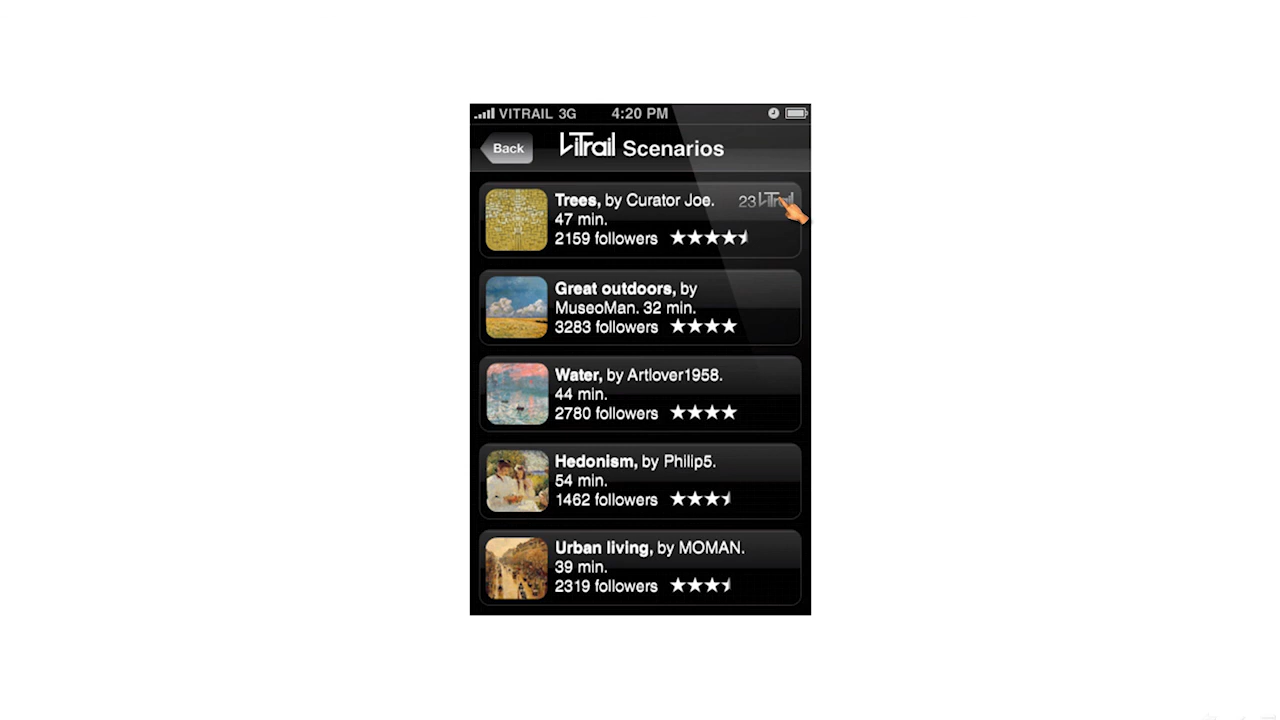 VITRAIL 3G 4:20 PM
Back ViTrail Scenarios
Trees, by Curator Joe. 23 ViTrail
47 min.
2159 followers
Great outdoors, by
MuseoMan. 32 min.
3283 followers
Water, by Artlover1958.
44 min.
2780 followers
Hedonism, by Philip5.
54 min.
1462 followers
Urban living, by MOMAN.
39 min.
2319 followers